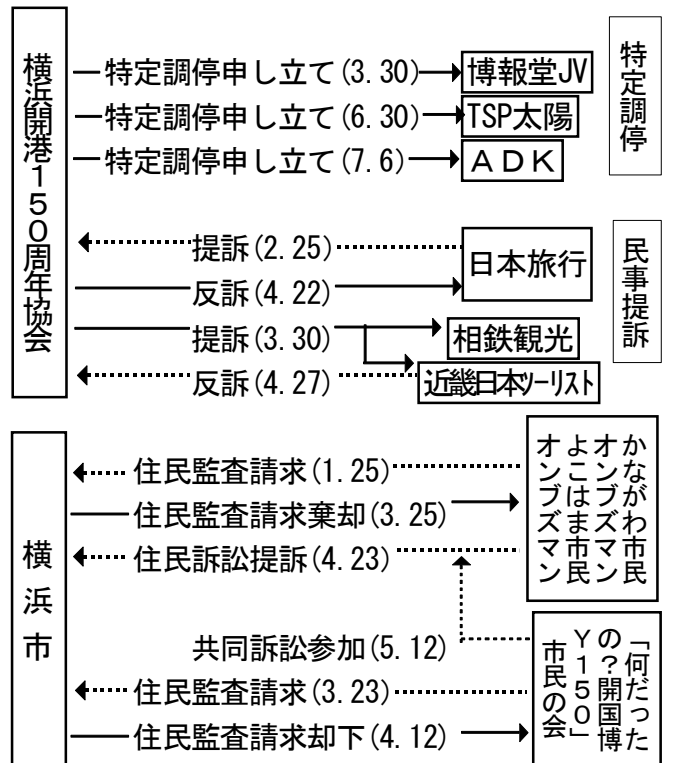 横浜開港150周年協会
特定調停申し立て(3.30)
博報堂JV
特定調停申し立て(6.30)
TSP太陽
特定調停申し立て(7.6)
ADK
特定調停
提訴(2.25)
日本旅行
反訴(4.22)
提訴(3.30)
相鉄観光
反訴(4.27)
近畿日本ツーリスト
民事提訴
横浜市
住民監査請求(1.25)
住民監査請求棄却(3.25)
住民訴訟提訴(4.23)
かながわ市民
オンブズマン
よこはま市民
オンブズマン
共同訴訟参加(5.12)
住民監査請求(3.23)
住民監査請求却下(4.12)
「何だった
の?開国博
Y150」
市民の会